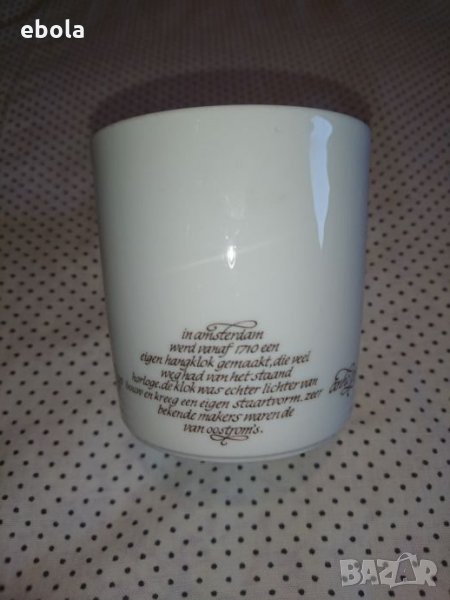 ebola
in amsterdam
werd vanaf 1710 een
eigen hangklok gemaakt, die veel
weg had van het staand
horloge. de klok was echter lichter van
bouw en kreeg een eigen staartvorm. zeer
bekende makers waren de
van oostrom's.
BAZAR